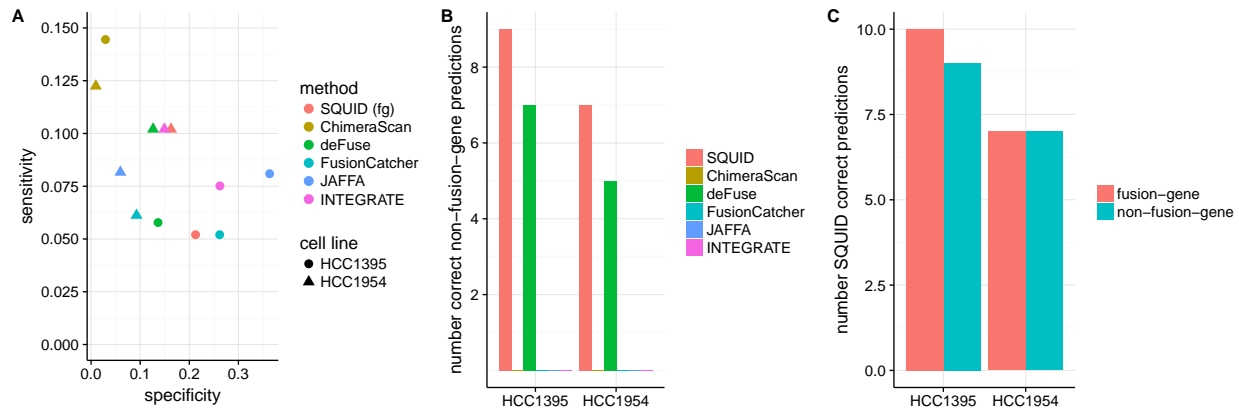 A
sensitivity
0.150
0.125
0.100
0.075
0.050
0.025
0.000
0.0 0.1 0.2 0.3
specificity
method
SQUID (fg)
ChimeraScan
deFuse
FusionCatcher
JAFFA
INTEGRATE
cell line
HCC1395
HCC1954
B
number correct non−fusion−gene predictions
8
6
4
2
HCC1395 HCC1954
SQUID
ChimeraScan
deFuse
FusionCatcher
JAFFA
INTEGRATE
C
number SQUID correct predictions
10.0
7.5
5.0
2.5
0.0
HCC1395 HCC1954
fusion−gene
non−fusion−gene